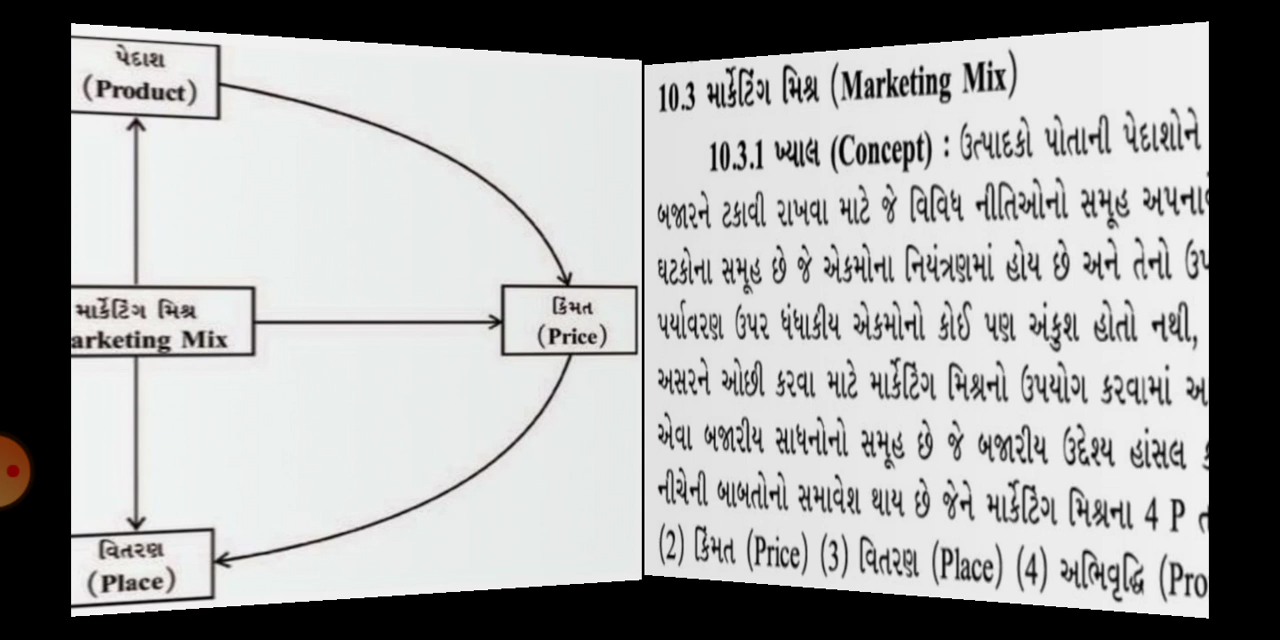 પેદાશ
(Product)
માર્કેટિંગ મિશ્ર
arketing Mix
કિંમત
(Price)
વિતરણ
(Place)
10.3 માર્કેટિંગ મિશ્ર (Marketing Mix)
10.3.1 ખ્યાલ (Concept) : ઉત્પાદકો પોતાની પેદાશોને
બજારને ટકાવી રાખવા માટે જે વિવિધ નીતિઓનો સમૂહ અપનાવે
ઘટકોના સમૂહ છે જે એકમોના નિયંત્રણમાં હોય છે અને તેનો ઉપ
પર્યાવરણ ઉપર ધંધાકીય એકમોનો કોઈ પણ અંકુશ હોતો નથી,
અસરને ઓછી કરવા માટે માર્કેટિંગ મિશ્રનો ઉપયોગ કરવામાં અ
એવા બજારીય સાધનોનો સમૂહ છે જે બજારીય ઉદ્દેશ્ય હાંસલ
નીચેની બાબતોનો સમાવેશ થાય છે જેને માર્કેટિંગ મિશ્રના 4 P ત
(2) કિંમત (Price) (3) વિતરણ (Place) (4) અભિવૃદ્ધિ (Pro